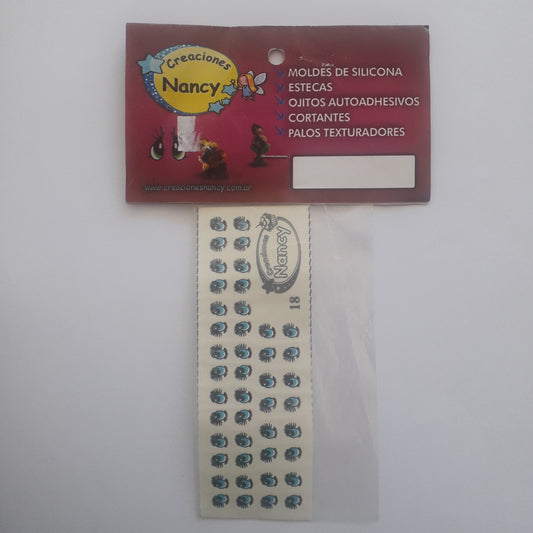 Creaciones
Nancy
MOLDES DE SILICONA
ESTECAS
OJITOS AUTOADHESIVOS
CORTANTES
PALOS TEXTURADORES
www.creacionesnancy.com.ar
Creaciones
Nancy
18